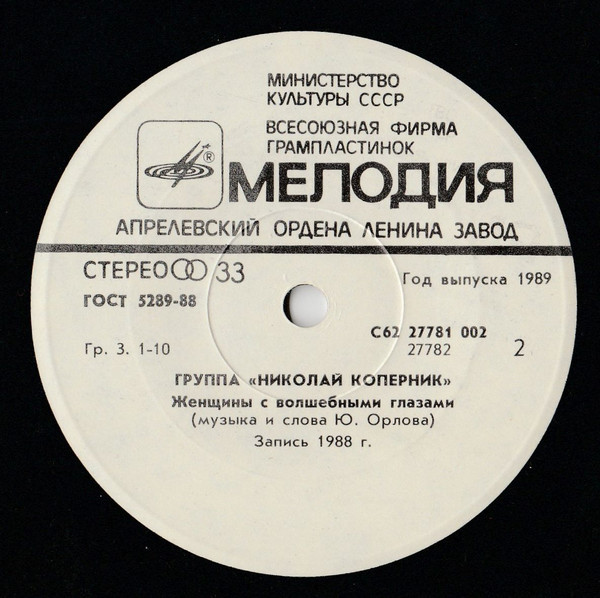 МИНИСТЕРСТВО
КУЛЬТУРЫ СССР
ВСЕСОЮЗНАЯ ФИРМА
ГРАМПЛАСТИНОК
®
МЕЛОДИЯ
АПРЕЛЕВСКИЙ ОРДЕНА ЛЕНИНА ЗАВОД
СТЕРЕО 33
Год выпуска 1989
ГОСТ 5289-88
С62 27781 002
Гр. 3. 1-10
27782
2
ГРУППА «НИКОЛАЙ КОПЕРНИК»
Женщины с волшебными глазами
(музыка и слова Ю. Орлова)
Запись 1988 г.